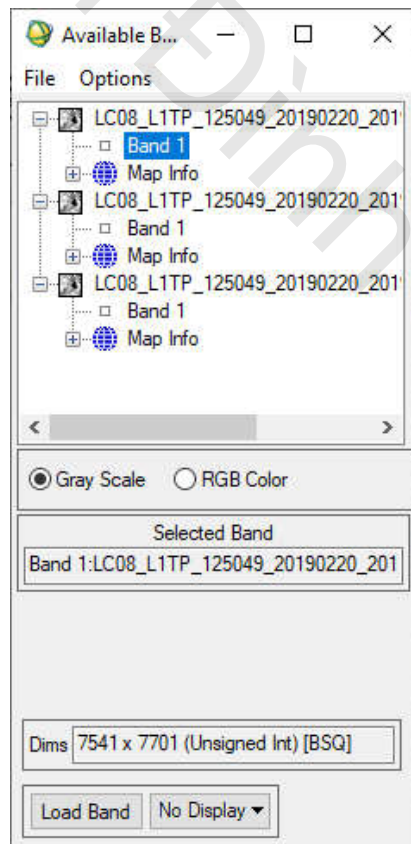 Available B...
File Options
LC08_L1TP_125049_20190220_201
Band 1
Map Info
LC08_L1TP_125049_20190220_201
Band 1
Map Info
LC08_L1TP_125049_20190220_201
Band 1
Map Info
Gray Scale RGB Color
Selected Band
Band 1:LC08_L1TP_125049_20190220_201
Dims 7541 x 7701 (Unsigned Int) [BSQ]
Load Band No Display
Đình